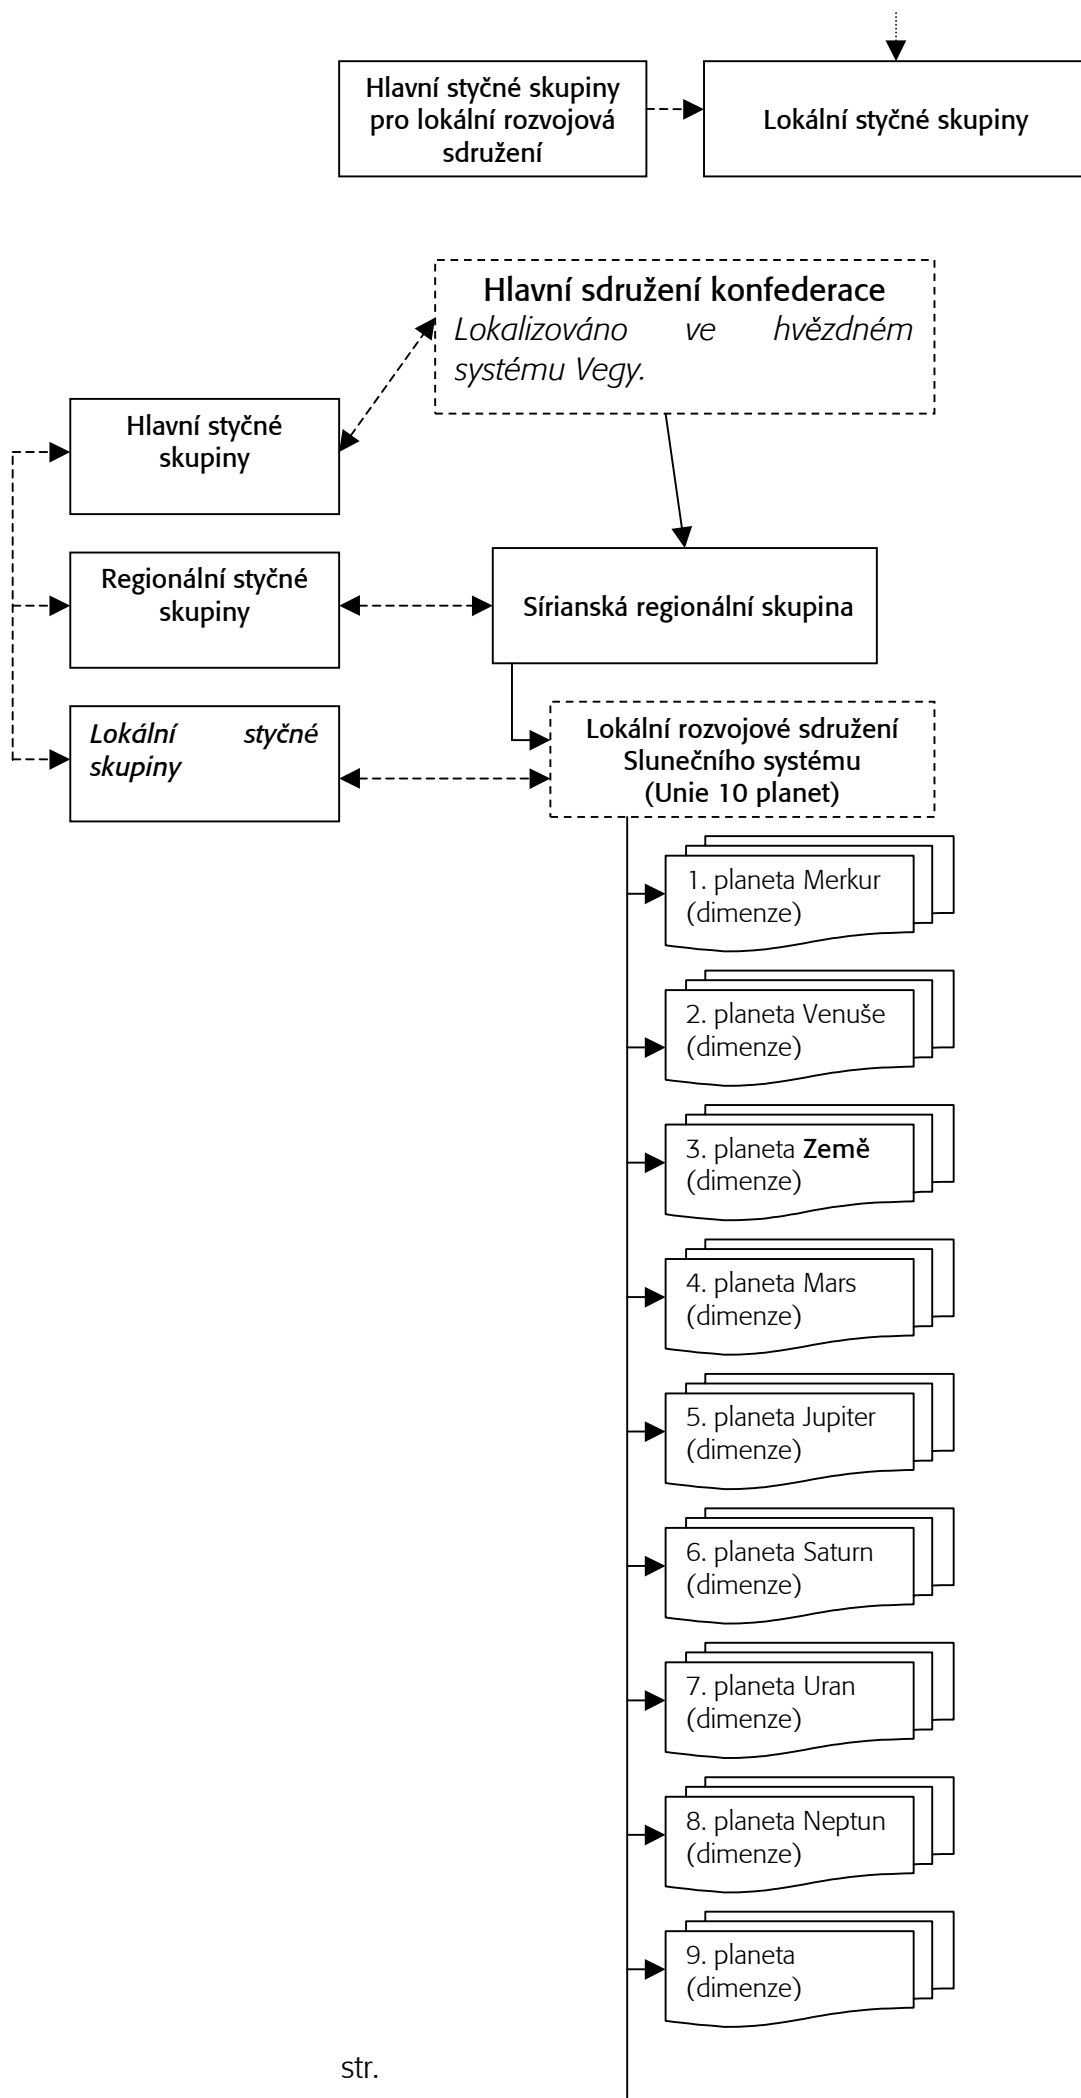 Hlavní styčné skupiny
pro lokální rozvojová
sdružení
Lokální styčné skupiny
Hlavní sdružení konfederace
Lokalizováno ve hvězdném
systému Vegy.
Hlavní styčné
skupiny
Regionální styčné
skupiny
Sírianská regionální skupina
Lokální styčné
skupiny
Lokální rozvojové sdružení
Slunečního systému
(Unie 10 planet)
1. planeta Merkur
(dimenze)
2. planeta Venuše
(dimenze)
3. planeta Země
(dimenze)
4. planeta Mars
(dimenze)
5. planeta Jupiter
(dimenze)
6. planeta Saturn
(dimenze)
7. planeta Uran
(dimenze)
8. planeta Neptun
(dimenze)
9. planeta
(dimenze)
str.